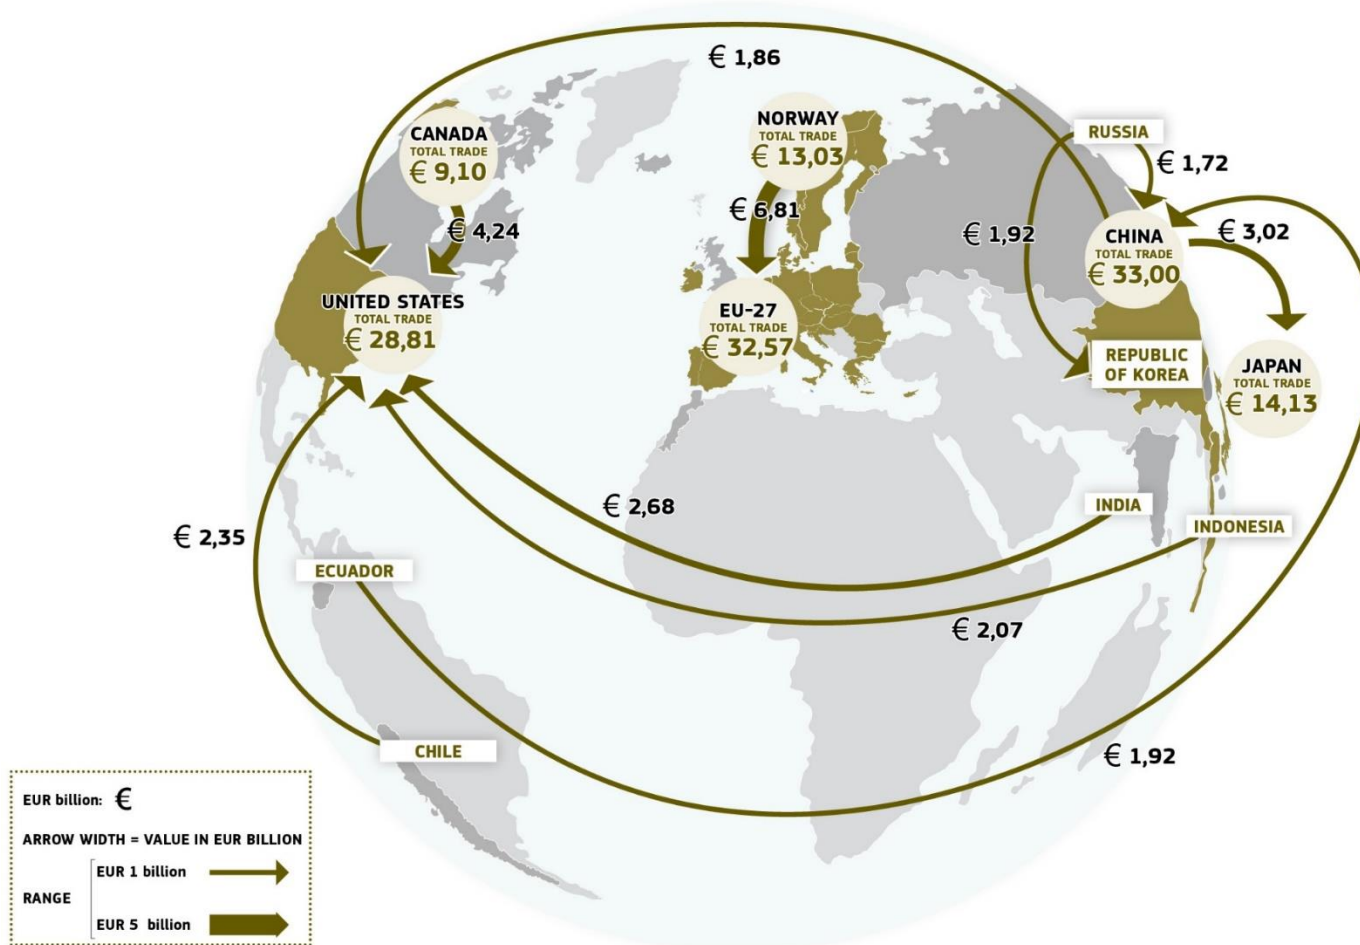 € 1,86
CANADA
TOTAL TRADE
€ 9,10
NORWAY
TOTAL TRADE
€ 13,03
RUSSIA
€ 1,72
€ 4,24
€ 6,81
€ 1,92
CHINA
TOTAL TRADE
€ 33,00
€ 3,02
UNITED STATES
TOTAL TRADE
€ 28,81
EU-27
TOTAL TRADE
€ 32,57
REPUBLIC
OF KOREA
JAPAN
TOTAL TRADE
€ 14,13
€ 2,68
INDIA
INDONESIA
€ 2,35
ECUADOR
€ 2,07
CHILE
€ 1,92
EUR billion: €
ARROW WIDTH = VALUE IN EUR BILLION
RANGE
EUR 1 billion
EUR 5 billion